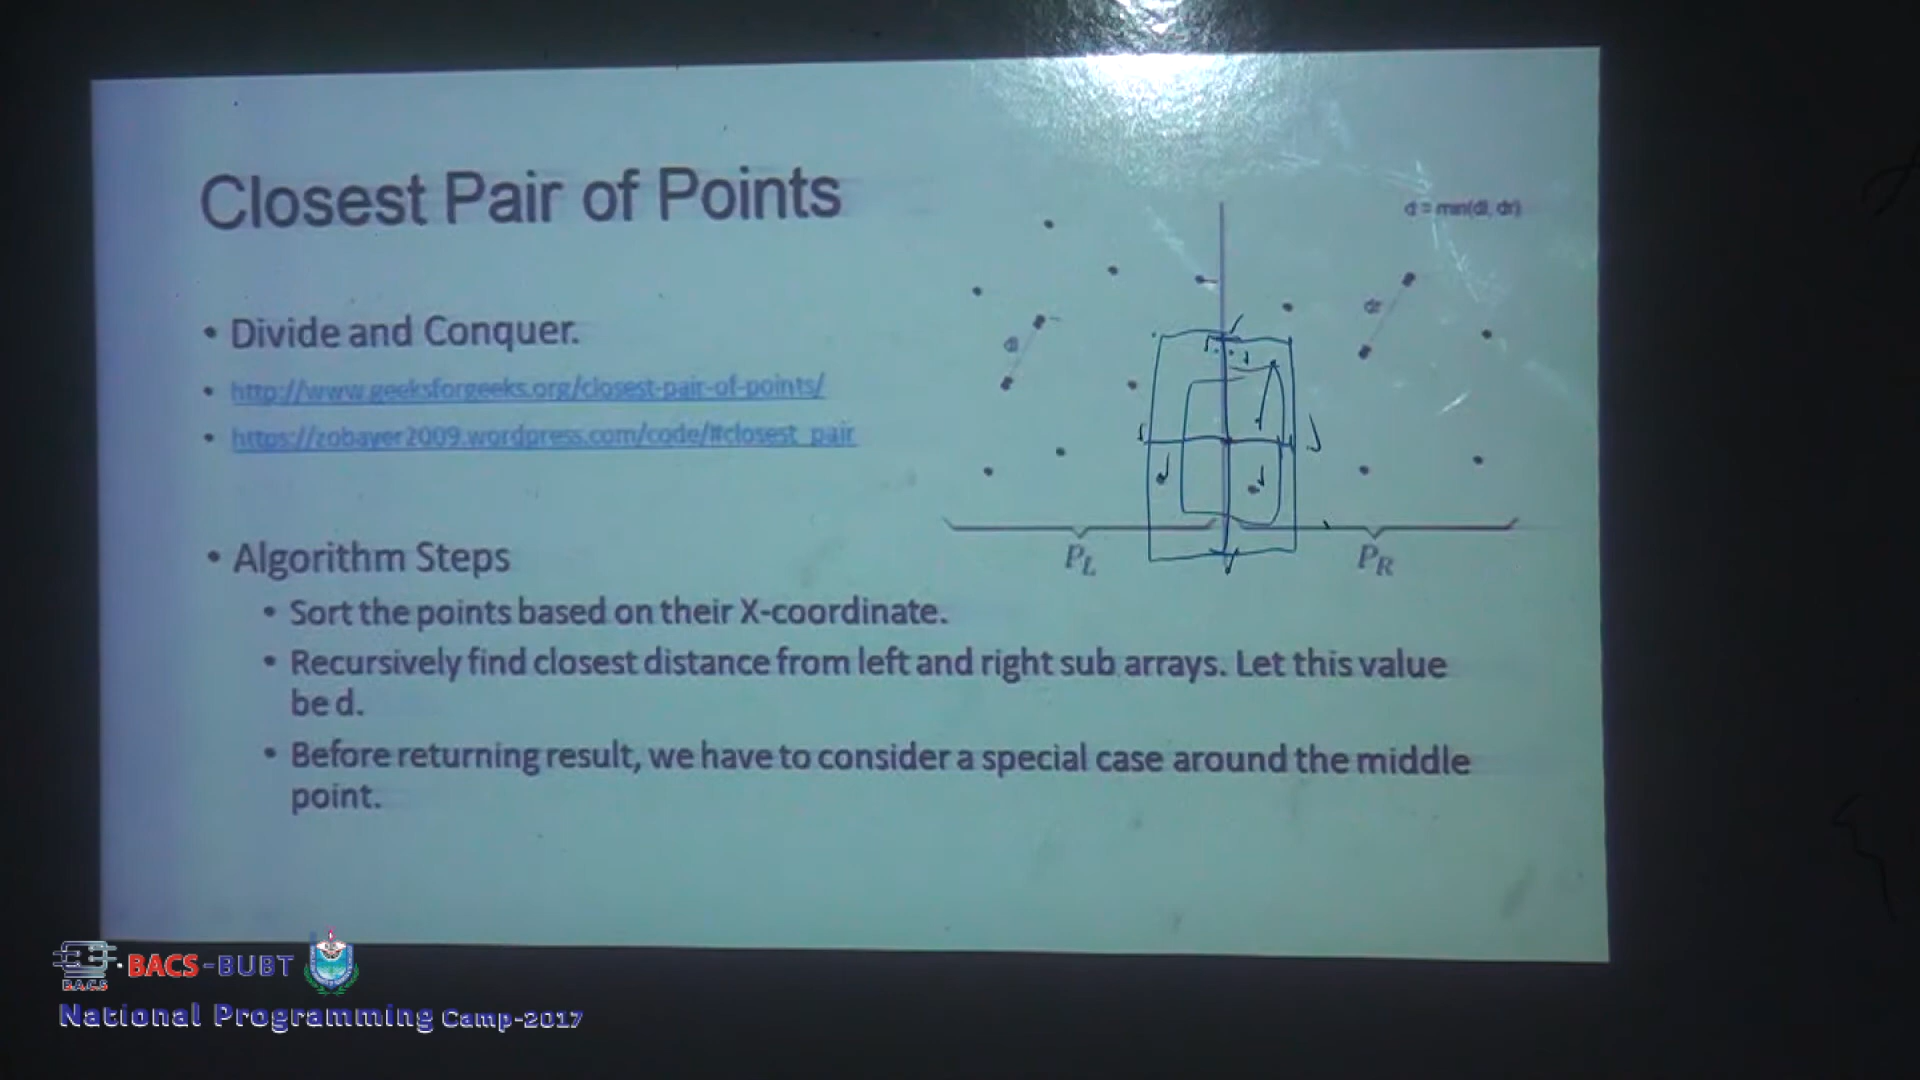 Closest Pair of Points
• Divide and Conquer.
• http://www.geeksforgeeks.org/closest-pair-of-points/
• https://zobayer2009.wordpress.com/code/#closest_pair
d = min(dl, dr)
dl
dr
d
d
d
d
PL
PR
• Algorithm Steps
• Sort the points based on their X-coordinate.
• Recursively find closest distance from left and right sub arrays. Let this value
be d.
• Before returning result, we have to consider a special case around the middle
point.
B.A.C.S
BACS-BUBT
National Programming Camp-2017